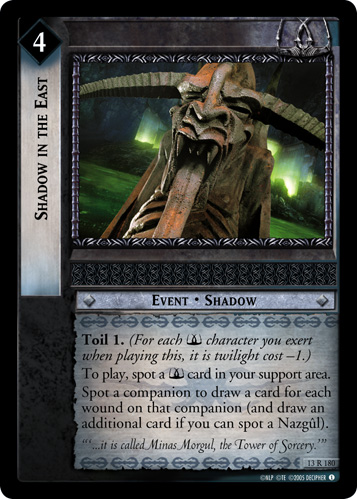 4
SHADOW IN THE EAST
EVENT • SHADOW
Toil 1. (For each character you exert
when playing this, it is twilight cost –1.)
To play, spot a card in your support area.
Spot a companion to draw a card for each
wound on that companion (and draw an
additional card if you can spot a Nazgûl).
“‘...it is called Minas Morgul, the Tower of Sorcery.’”
13 R 180
©NLP ©TE ©2005 DECIPHER